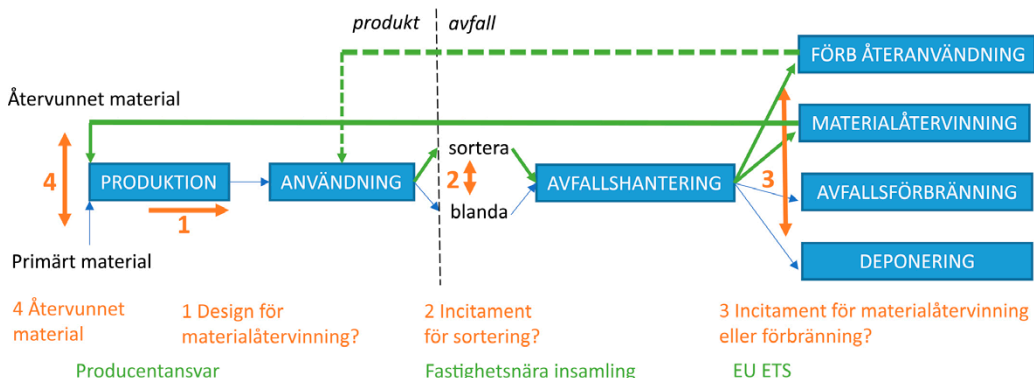 produkt
avfall
FÖRB ÅTERANVÄNDNING
Återvunnet material
MATERIALÅTERVINNING
sortera
4
PRODUKTION
ANVÄNDNING
2
AVFALLSHANTERING
3
AVFALLSFÖRBRÄNNING
1
blanda
Primärt material
DEPONERING
4 Återvunnet
material
1 Design för
materialåtervinning?
2 Incitament
för sortering?
3 Incitament för materialåtervinning
eller förbränning?
Producentansvar
Fastighetsnära insamling
EU ETS